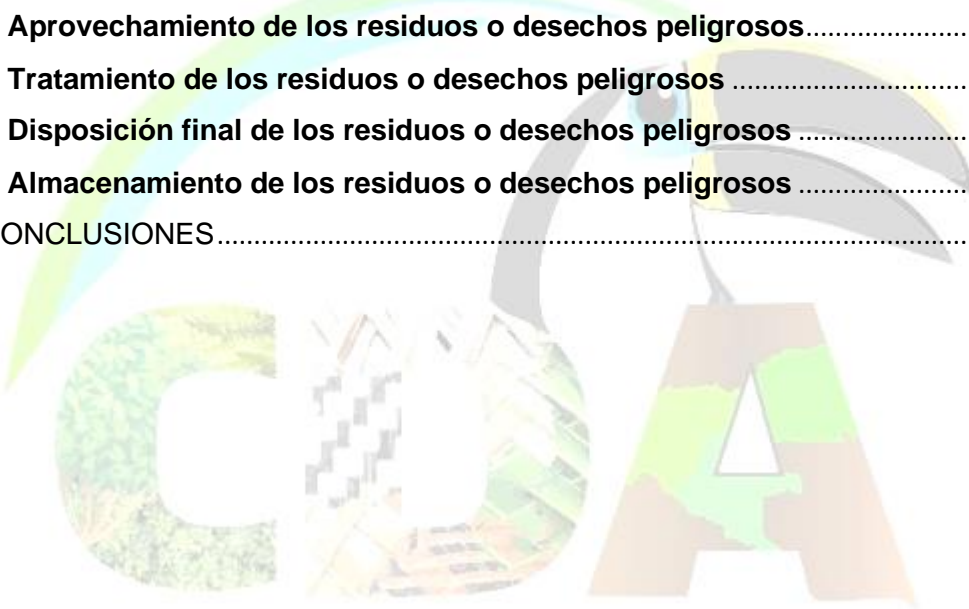 Aprovechamiento de los residuos o desechos peligrosos.....................
Tratamiento de los residuos o desechos peligrosos ..............................
Disposición final de los residuos o desechos peligrosos ......................
Almacenamiento de los residuos o desechos peligrosos ......................
ONCLUSIONES...................................................................................................
CDA